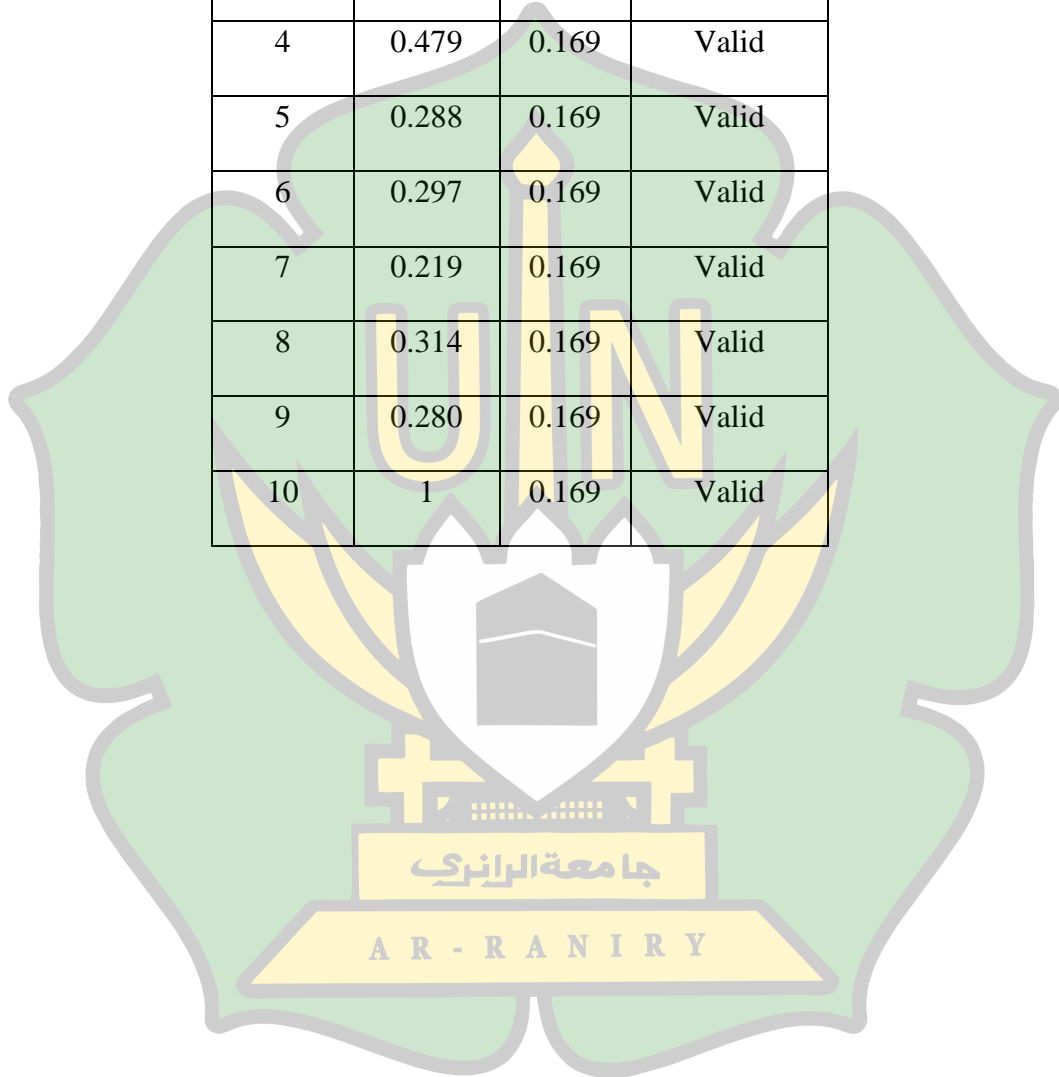 4 0.479 0.169 Valid
5 0.288 0.169 Valid
6 0.297 0.169 Valid
7 0.219 0.169 Valid
8 0.314 0.169 Valid
9 0.280 0.169 Valid
10 1 0.169 Valid
UIN
جامعةالرانري
AR-RANIRY